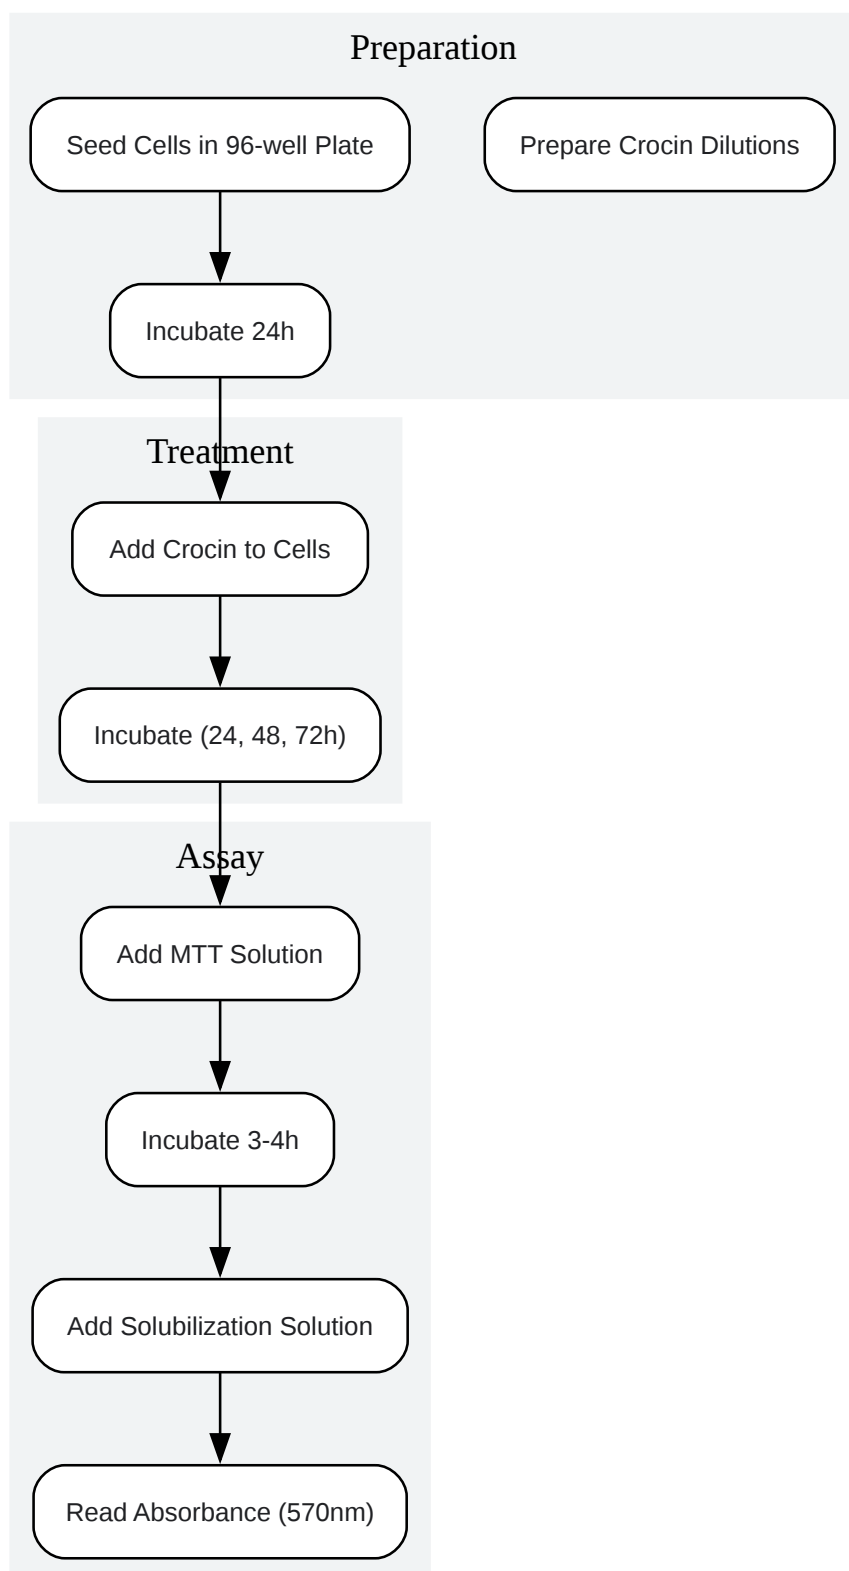 Preparation
Seed Cells in 96-well Plate
Prepare Crocin Dilutions
Incubate 24h
Treatment
Add Crocin to Cells
Incubate (24, 48, 72h)
Assay
Add MTT Solution
Incubate 3-4h
Add Solubilization Solution
Read Absorbance (570nm)